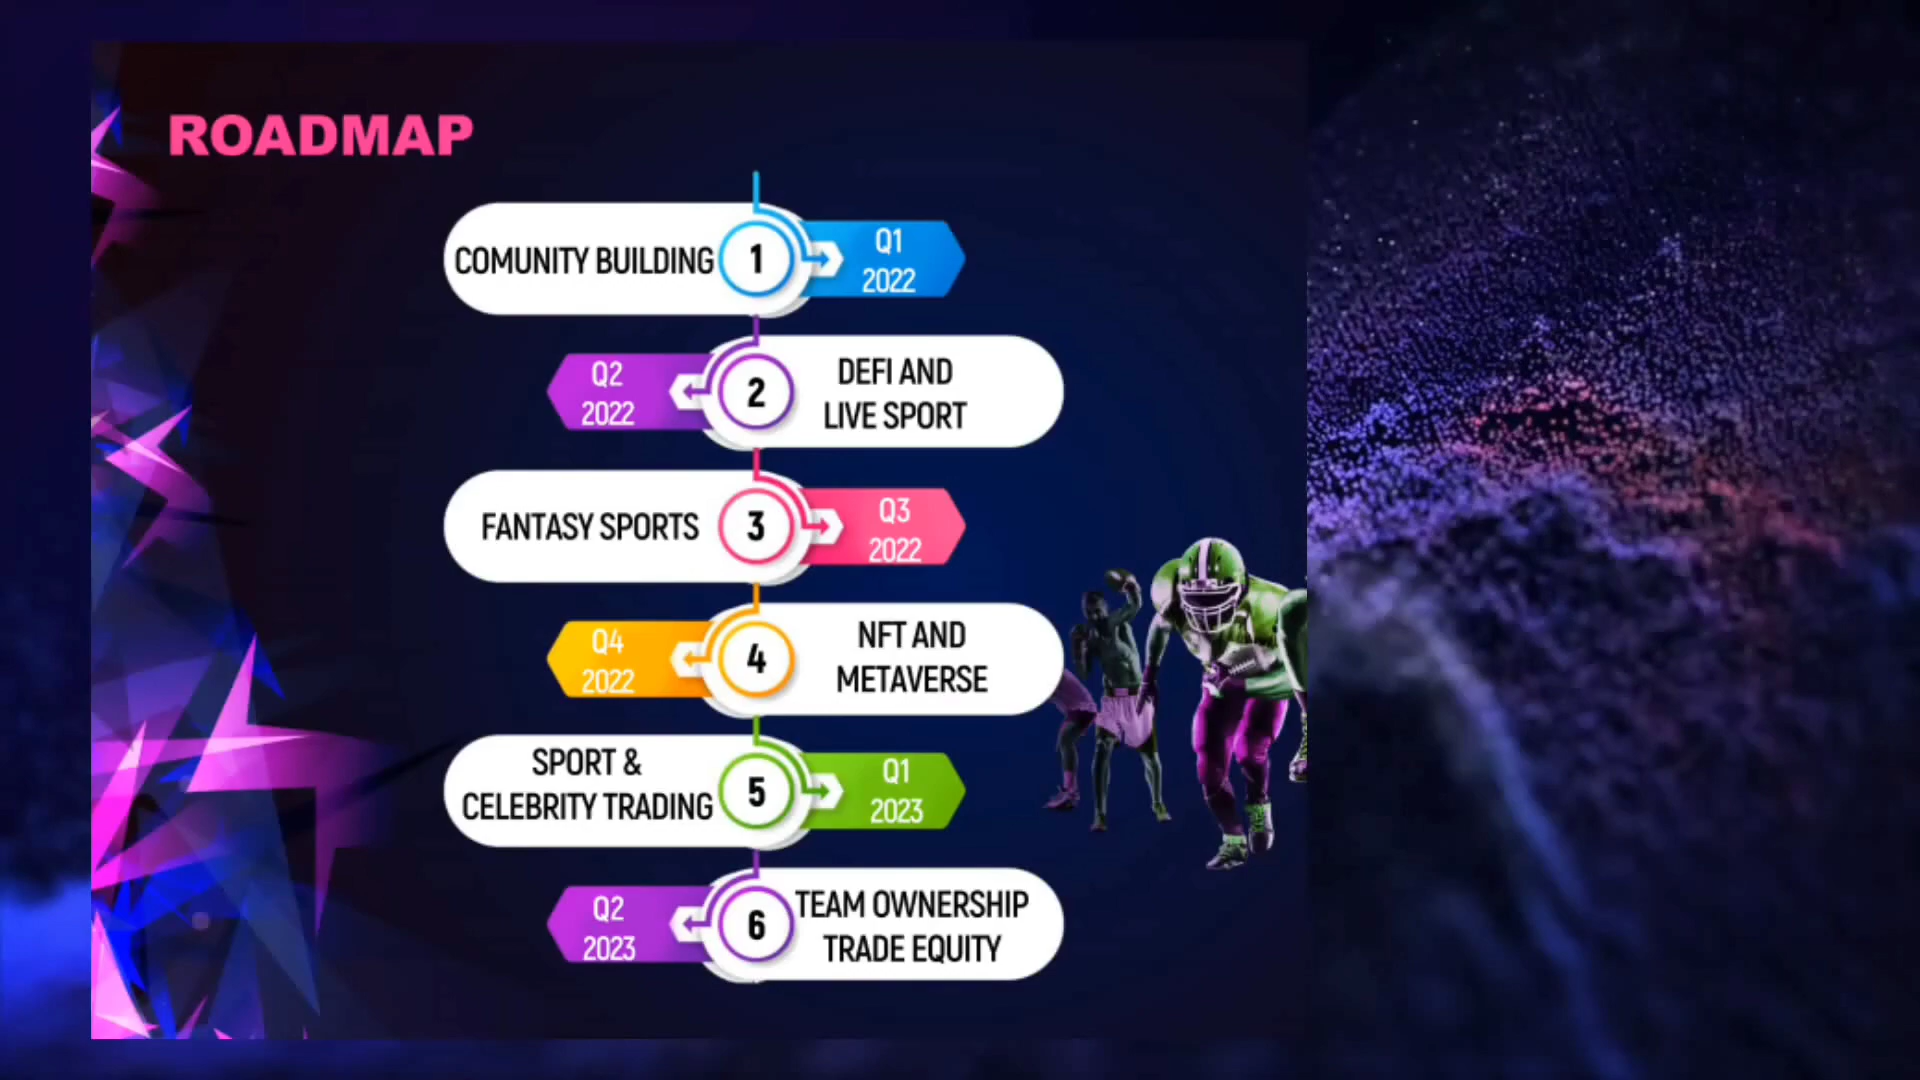 ROADMAP
COMUNITY BUILDING
1
Q1
2022
Q2
2022
2
DEFI AND
LIVE SPORT
FANTASY SPORTS
3
Q3
2022
Q4
2022
4
NFT AND
METAVERSE
SPORT &
CELEBRITY TRADING
5
Q1
2023
Q2
2023
6
TEAM OWNERSHIP
TRADE EQUITY